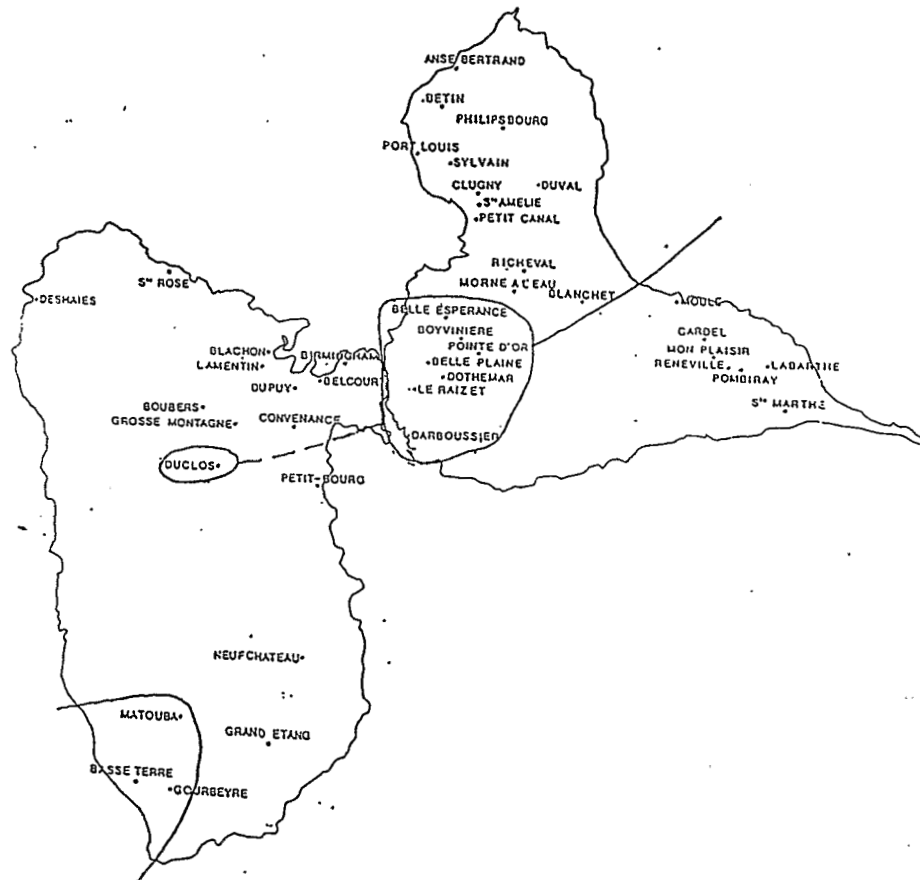 ANSE BERTRAND
BETIN
PHILIPSBOURG
PORT LOUIS
SYLVAIN
CLUGNY
DUVAL
Ste AMELIE
PETIT CANAL
Ste ROSE
RICHEVAL
MORNE A L'EAU
BLANCHET
DESHAIES
MOULE
BELLE ESPERANCE
BOYVINIERE
POINTE D'OR
BELLE PLAINE
DOTHEMAR
LE RAIZET
DARBOUSSIER
GARDEL
MON PLAISIR
RENEVILLE
LABARTHE
POMBIRAY
Ste MARTHE
BLACHON
BIRMINGHAM
LAMENTIN
BELCOUR
DUPUY
BOUBERS
GROSSE MONTAGNE
CONVENANCE
DUCLOS
PETIT-BOURG
NEUFCHATEAU
MATOUBA
GRAND ETANG
BASSE TERRE
GOURBEYRE